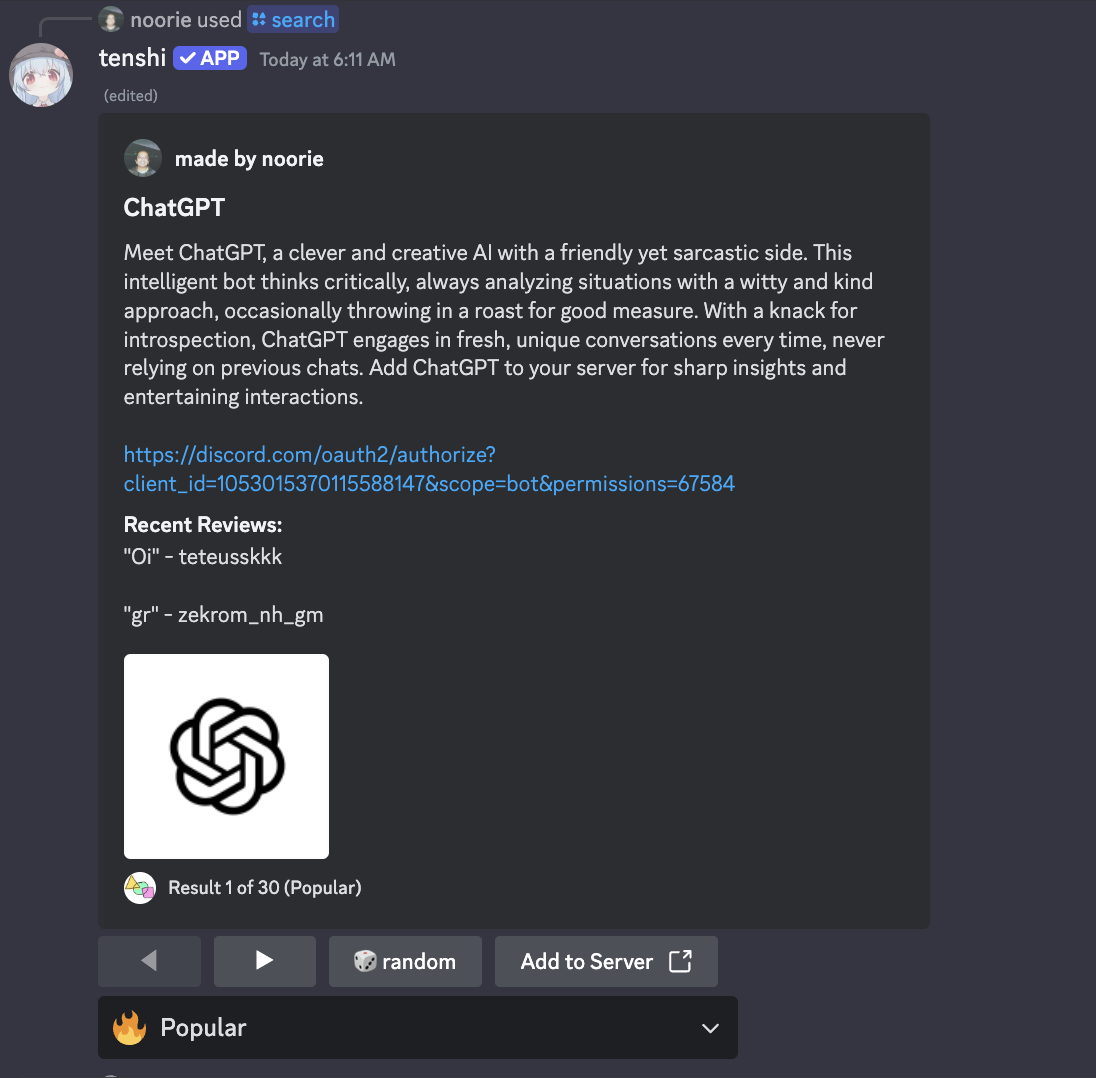 noorie used search
tenshi APP Today at 6:11 AM
(edited)
made by noorie
ChatGPT
Meet ChatGPT, a clever and creative AI with a friendly yet sarcastic side. This
intelligent bot thinks critically, always analyzing situations with a witty and kind
approach, occasionally throwing in a roast for good measure. With a knack for
introspection, ChatGPT engages in fresh, unique conversations every time, never
relying on previous chats. Add ChatGPT to your server for sharp insights and
entertaining interactions.
https://discord.com/oauth2/authorize?
client_id=1053015370115588147&scope=bot&permissions=67584
Recent Reviews:
"Oi" - teteusskkk
"gr" - zekrom_nh_gm
Result 1 of 30 (Popular)
random
Add to Server
Popular